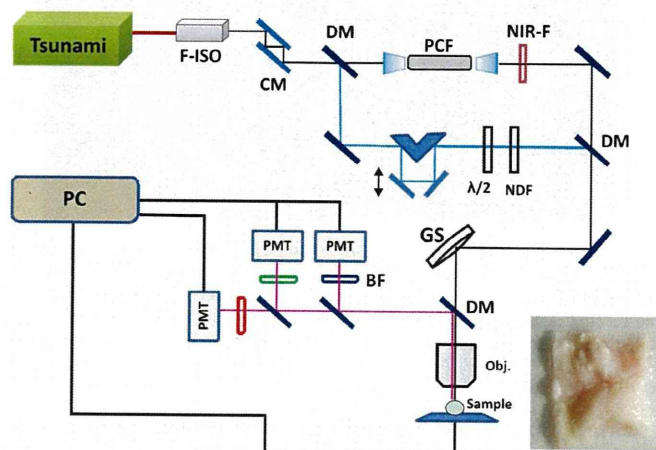 Tsunami
F-ISO
CM
DM
PCF
NIR-F
DM
λ/2
NDF
PC
PMT
PMT
PMT
BF
GS
DM
Obj.
Sample